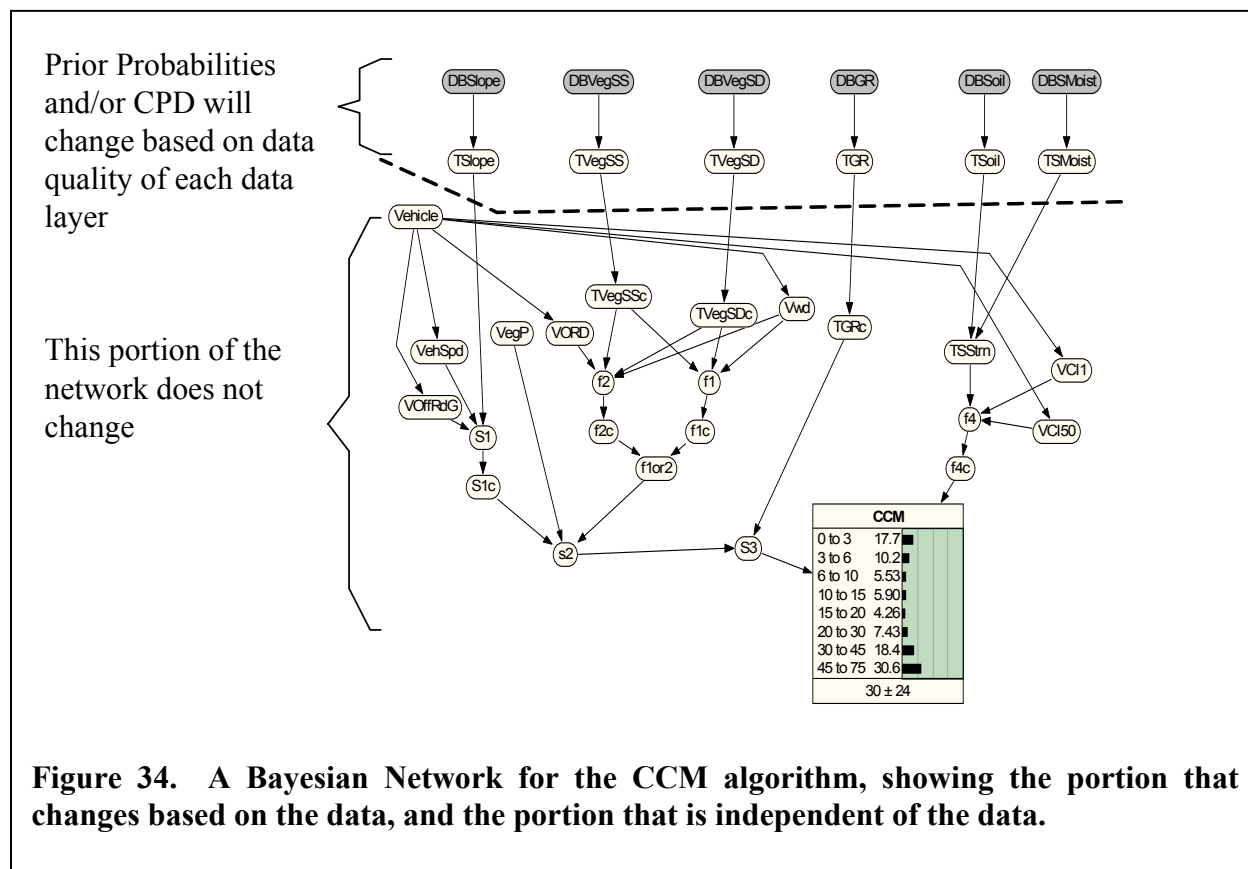 Prior Probabilities
and/or CPD will
change based on data
quality of each data
layer
DBSlope DBVegSS DBVegSD DBGR DBSoil DBSMoist
TSlope TVegSS TVegSD TGR TSoil TSMoist
Vehicle
This portion of the
network does not
change
TVegSSc TVegSDc Vwd
VegP VORD TGRc
VehSpd TSStrn
VCI1
f2 f1
VOffRdG
S1 f2c f1c f4 VCI50
f1or2 f4c
S1c
s2 S3
CCM
0 to 3 17.7
3 to 6 10.2
6 to 10 5.53
10 to 15 5.90
15 to 20 4.26
20 to 30 7.43
30 to 45 18.4
45 to 75 30.6
30 ± 24
Figure 34. A Bayesian Network for the CCM algorithm, showing the portion that
changes based on the data, and the portion that is independent of the data.